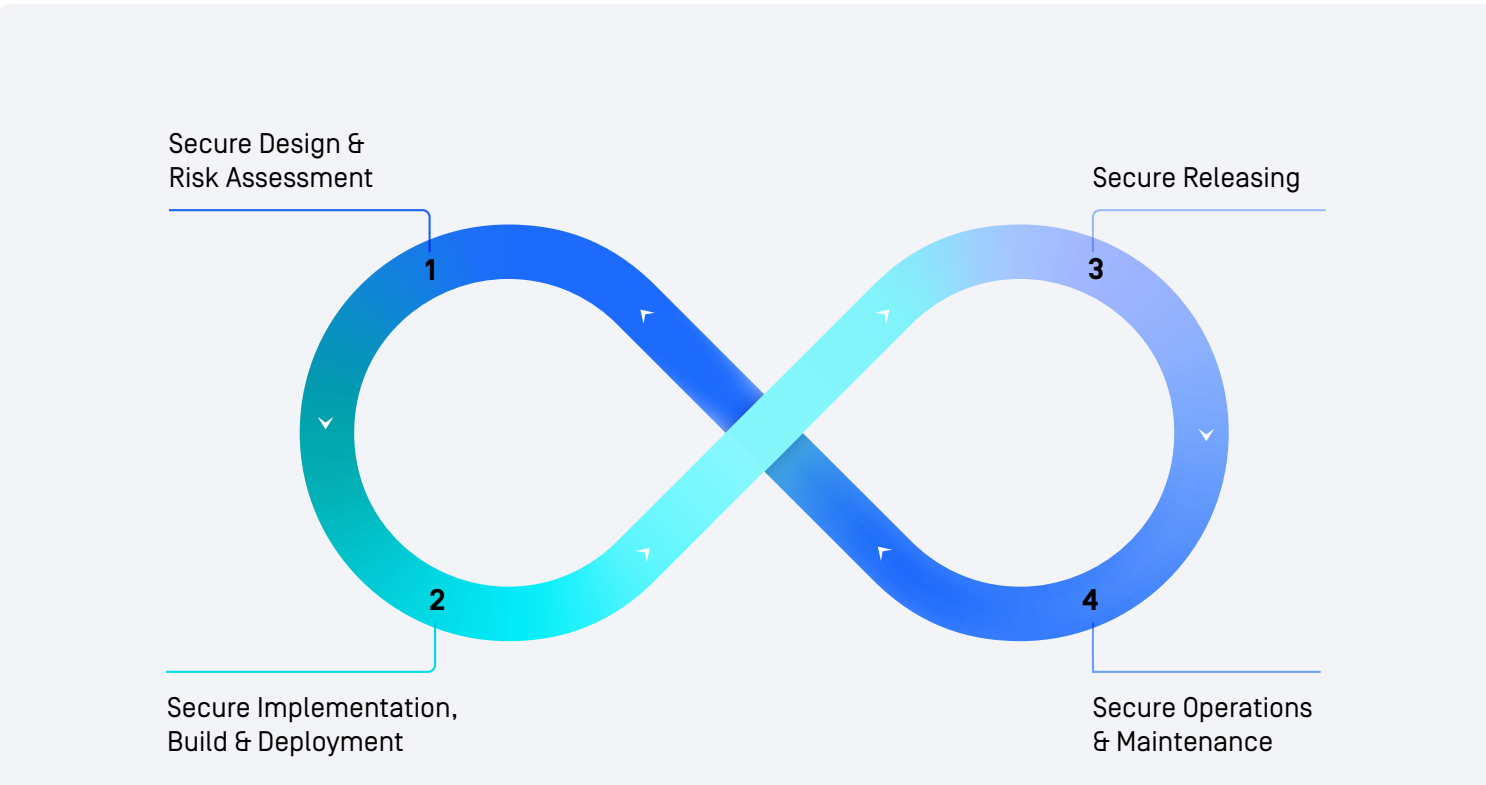 Secure Design &
Risk Assessment
1
Secure Implementation,
Build & Deployment
2
Secure Releasing
3
Secure Operations
& Maintenance
4